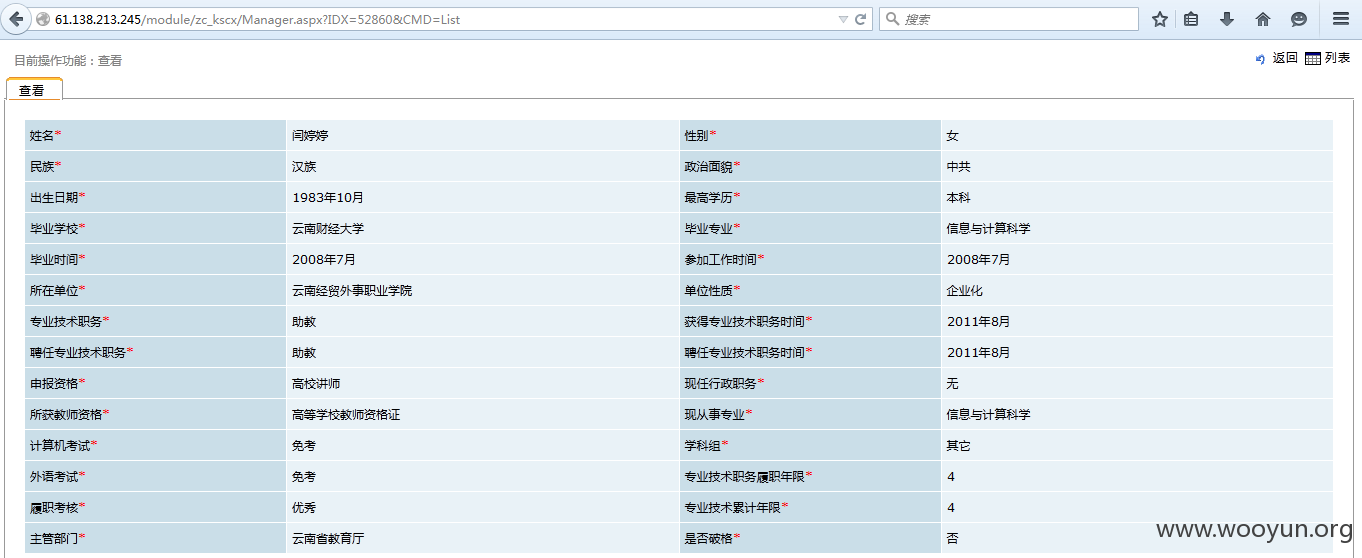 61.138.213.245/module/zc_kscx/Manager.aspx?IDX=52860&CMD=List 搜索
目前操作功能：查看 返回 列表
查看
姓名* 闫婷婷 性别* 女
民族* 汉族 政治面貌* 中共
出生日期* 1983年10月 最高学历* 本科
毕业学校* 云南财经大学 毕业专业* 信息与计算科学
毕业时间* 2008年7月 参加工作时间* 2008年7月
所在单位* 云南经贸外事职业学院 单位性质* 企业化
专业技术职务* 助教 获得专业技术职务时间* 2011年8月
聘任专业技术职务* 助教 聘任专业技术职务时间* 2011年8月
申报资格* 高校讲师 现任行政职务* 无
所获教师资格* 高等学校教师资格证 现从事专业* 信息与计算科学
计算机考试* 免考 学科组* 其它
外语考试* 免考 专业技术职务履职年限* 4
履职考核* 优秀 专业技术累计年限* 4
主管部门* 云南省教育厅 是否破格* 否
www.wooyun.org